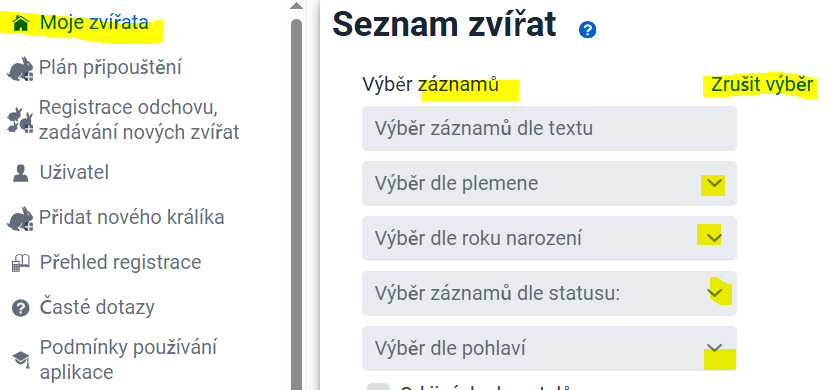 Moje zvířata
Plán připouštění
Registrace odchovu,
zadávání nových zvířat
Uživatel
Přidat nového králíka
Přehled registrace
Časté dotazy
Podmínky používání
aplikace
Seznam zvířat ?
Výběr záznamů
Zrušit výběr
Výběr záznamů dle textu
Výběr dle plemene
Výběr dle roku narození
Výběr záznamů dle statusu:
Výběr dle pohlaví